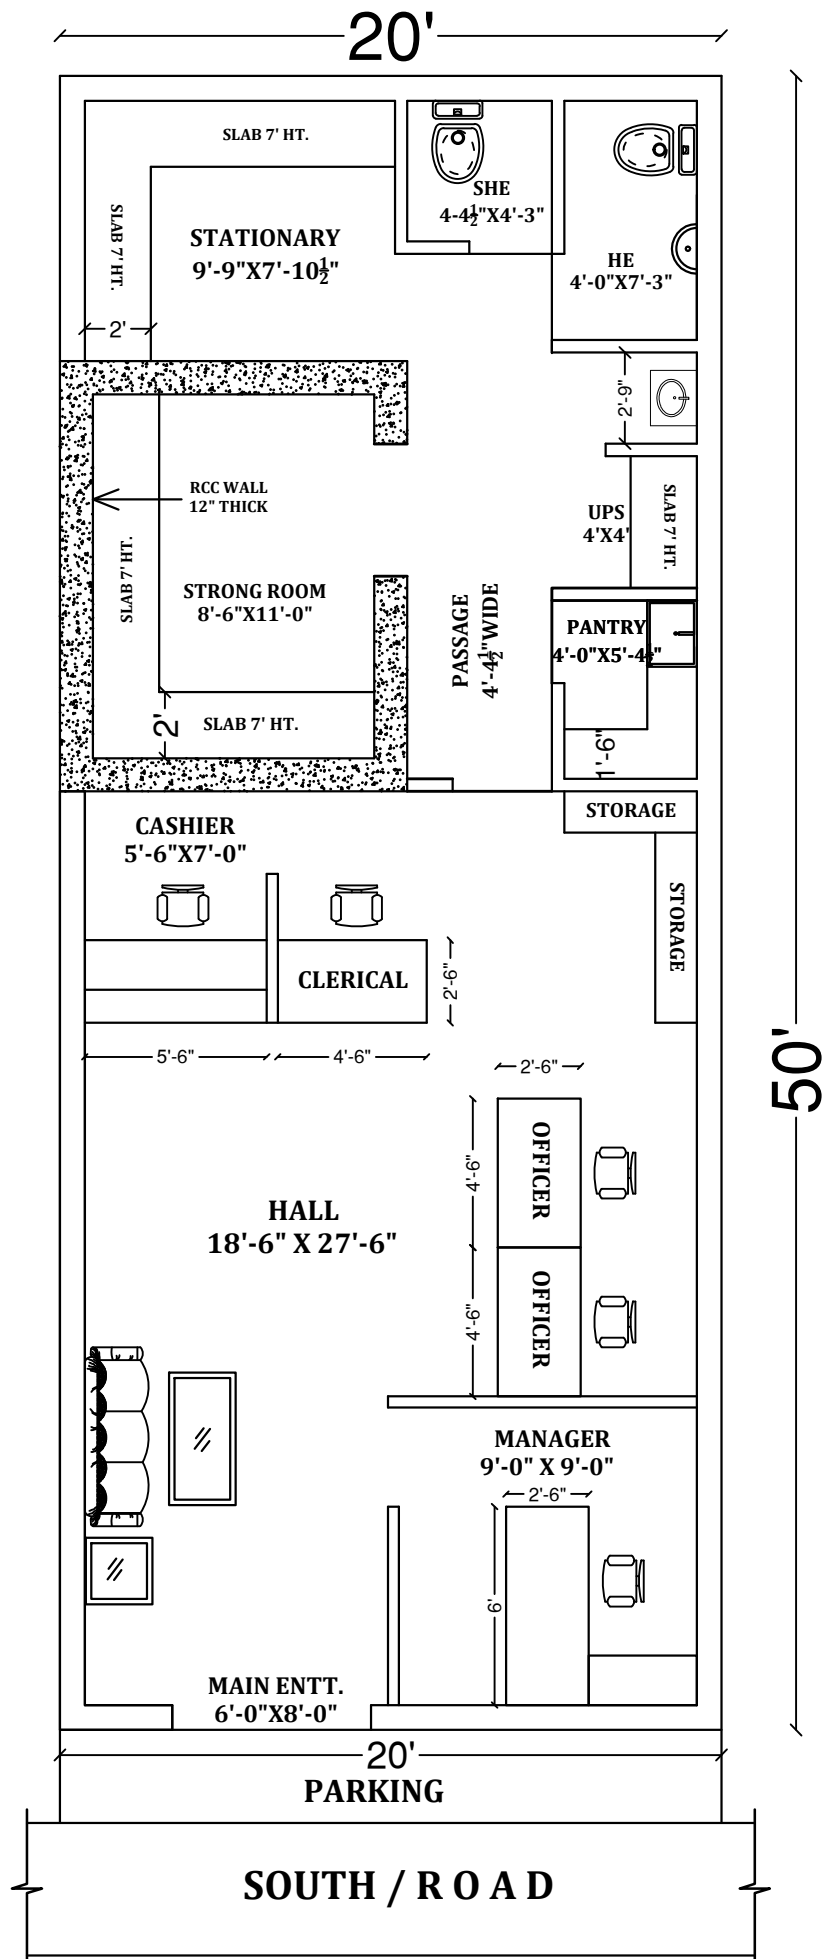 20'
SLAB 7' HT.
SLAB 7' HT.
STATIONARY
9'-9"X7'-10½"
2'
SHE
4-4½"X4'-3"
HE
4'-0"X7'-3"
2'-9"
RCC WALL
12" THICK
SLAB 7' HT.
STRONG ROOM
8'-6"X11'-0"
SLAB 7' HT.
2'
UPS
4'X4'
SLAB 7' HT.
PASSAGE
4'-4½"WIDE
PANTRY
4'-0"X5'-4½"
1'-6"
STORAGE
STORAGE
CASHIER
5'-6"X7'-0"
CLERICAL
2'-6"
5'-6"
4'-6"
50'
2'-6"
4'-6"
OFFICER
HALL
18'-6" X 27'-6"
4'-6"
OFFICER
MANAGER
9'-0" X 9'-0"
2'-6"
6'
MAIN ENTT.
6'-0"X8'-0"
20'
PARKING
SOUTH / R O A D